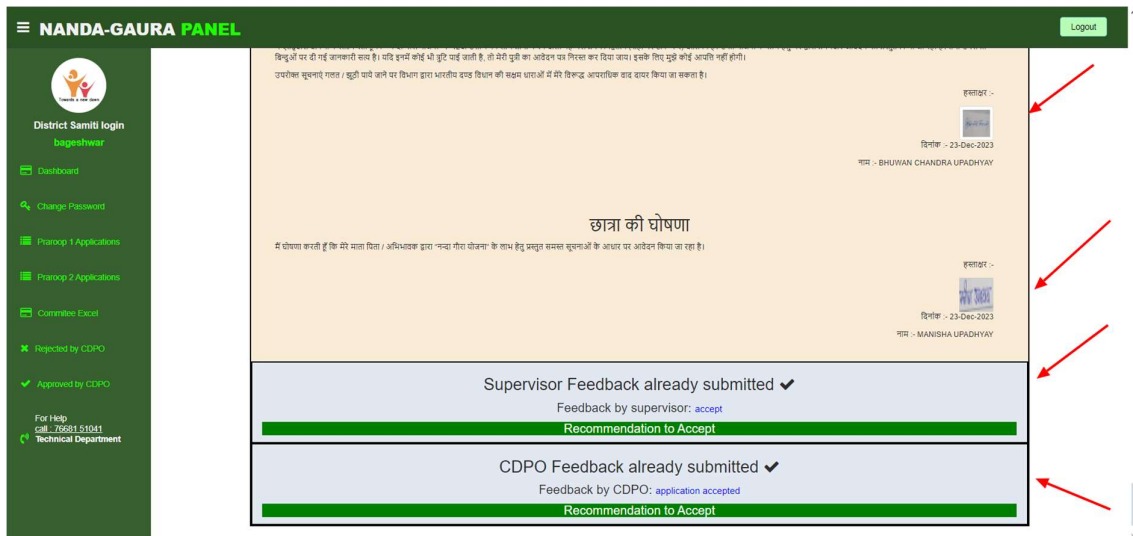 NANDA-GAURA PANEL
Logout
Towards a new dawn
District Samiti login
bageshwar
Dashboard
Change Password
Praroop 1 Applications
Praroop 2 Applications
Commitee Excel
Rejected by CDPO
Approved by CDPO
For Help
call : 76681 51041
Technical Department
बिन्दुओं पर दी गई जानकारी सत्य है। यदि इनमें कोई भी त्रुटि पाई जाती है, तो मेरी पुत्री का आवेदन पत्र निरस्त कर दिया जाय। इसके लिए मुझे कोई आपत्ति नहीं होगी।
उपरोक्त सूचनाएं गलत / झूठी पाये जाने पर विभाग द्वारा भारतीय दण्ड विधान की सक्षम धाराओं में मेरे विरूद्ध आपराधिक वाद दायर किया जा सकता है।
हस्ताक्षर :-
दिनांक :- 23-Dec-2023
नाम :- BHUWAN CHANDRA UPADHYAY
छात्रा की घोषणा
मैं घोषणा करती हूँ कि मेरे माता पिता / अभिभावक द्वारा "नन्दा गौरा योजना" के लाभ हेतु प्रस्तुत समस्त सूचनाओं के आधार पर आवेदन किया जा रहा है।
हस्ताक्षर :-
दिनांक :- 23-Dec-2023
नाम :- MANISHA UPADHYAY
Supervisor Feedback already submitted ✔
Feedback by supervisor: accept
Recommendation to Accept
CDPO Feedback already submitted ✔
Feedback by CDPO: application accepted
Recommendation to Accept